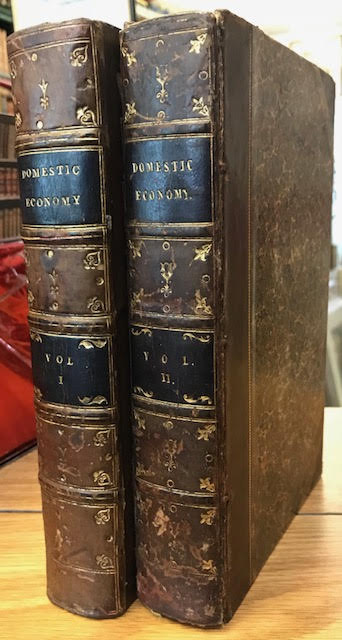 DOMESTIC
ECONOMY
VOL
I
DOMESTIC
ECONOMY.
VOL.
II.